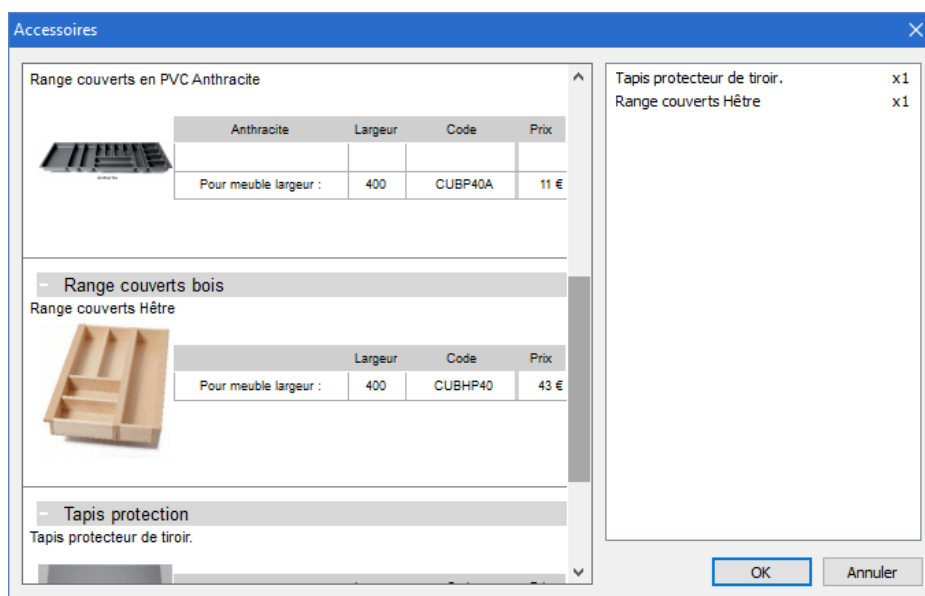 Accessoires
Range couverts en PVC Anthracite
Anthracite Largeur Code Prix
Pour meuble largeur : 400 CUBP40A 11 €
Range couverts bois
Range couverts Hêtre
Largeur Code Prix
Pour meuble largeur : 400 CUBHP40 43 €
Tapis protection
Tapis protecteur de tiroir.
Tapis protecteur de tiroir. x1
Range couverts Hêtre x1
OK Annuler